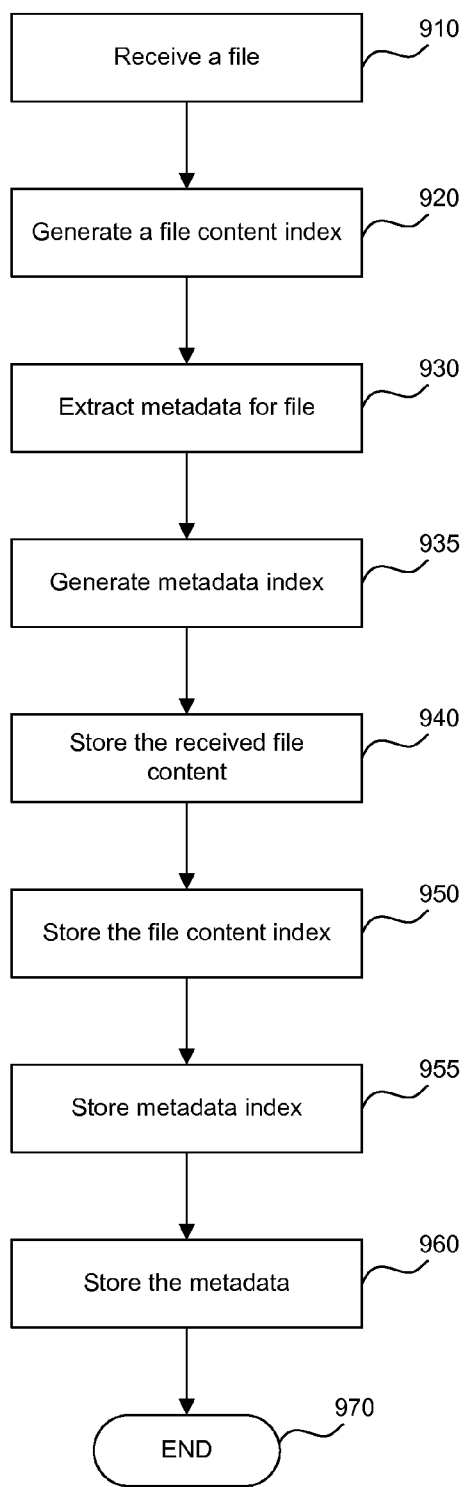 910
Receive a file
920
Generate a file content index
930
Extract metadata for file
935
Generate metadata index
940
Store the received file
content
950
Store the file content index
955
Store metadata index
960
Store the metadata
970
END